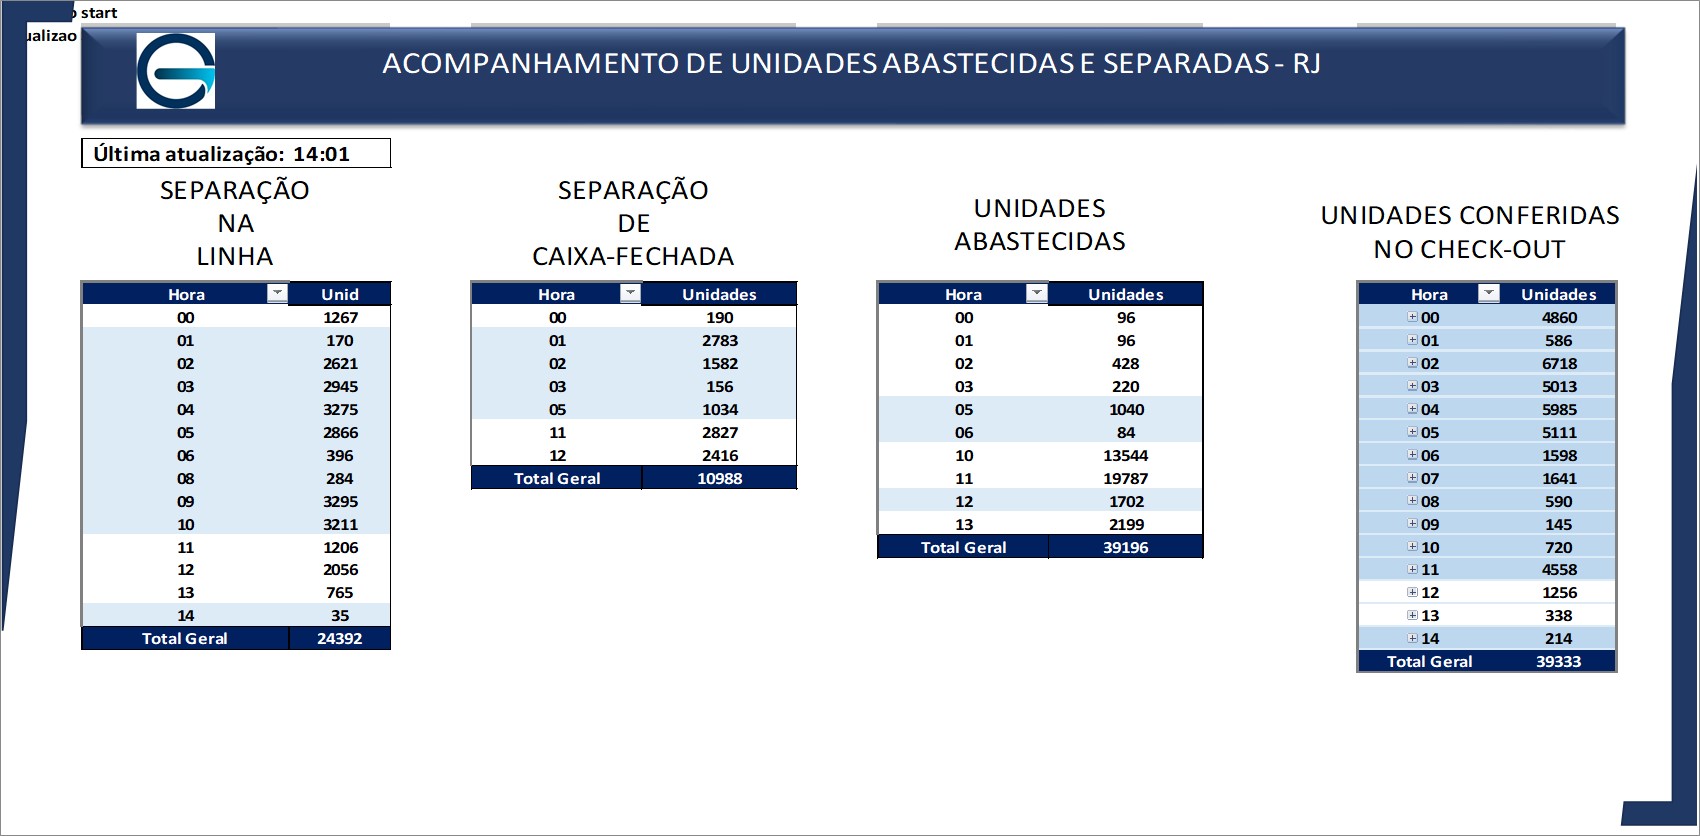 start
ualizao
ACOMPANHAMENTO DE UNIDADES ABASTECIDAS E SEPARADAS - RJ
Última atualização: 14:01
SEPARAÇÃO
NA
LINHA
Hora Unid
00 1267
01 170
02 2621
03 2945
04 3275
05 2866
06 396
08 284
09 3295
10 3211
11 1206
12 2056
13 765
14 35
Total Geral 24392
SEPARAÇÃO
DE
CAIXA-FECHADA
Hora Unidades
00 190
01 2783
02 1582
03 156
05 1034
11 2827
12 2416
Total Geral 10988
UNIDADES
ABASTECIDAS
Hora Unidades
00 96
01 96
02 428
03 220
05 1040
06 84
10 13544
11 19787
12 1702
13 2199
Total Geral 39196
UNIDADES CONFERIDAS
NO CHECK-OUT
Hora Unidades
00 4860
01 586
02 6718
03 5013
04 5985
05 5111
06 1598
07 1641
08 590
09 145
10 720
11 4558
12 1256
13 338
14 214
Total Geral 39333